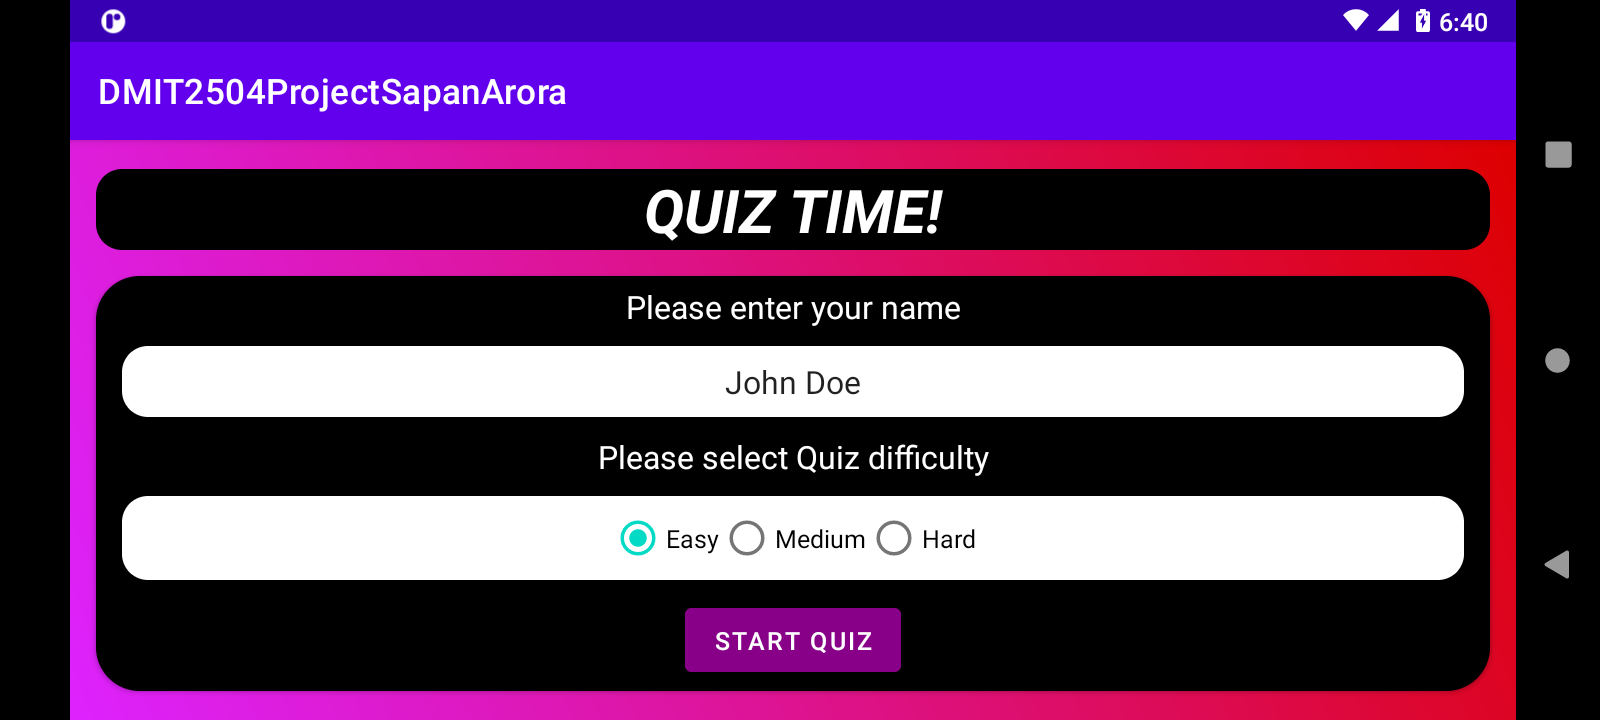 6:40
DMIT2504ProjectSapanArora
QUIZ TIME!
Please enter your name
John Doe
Please select Quiz difficulty
Easy Medium Hard
START QUIZ